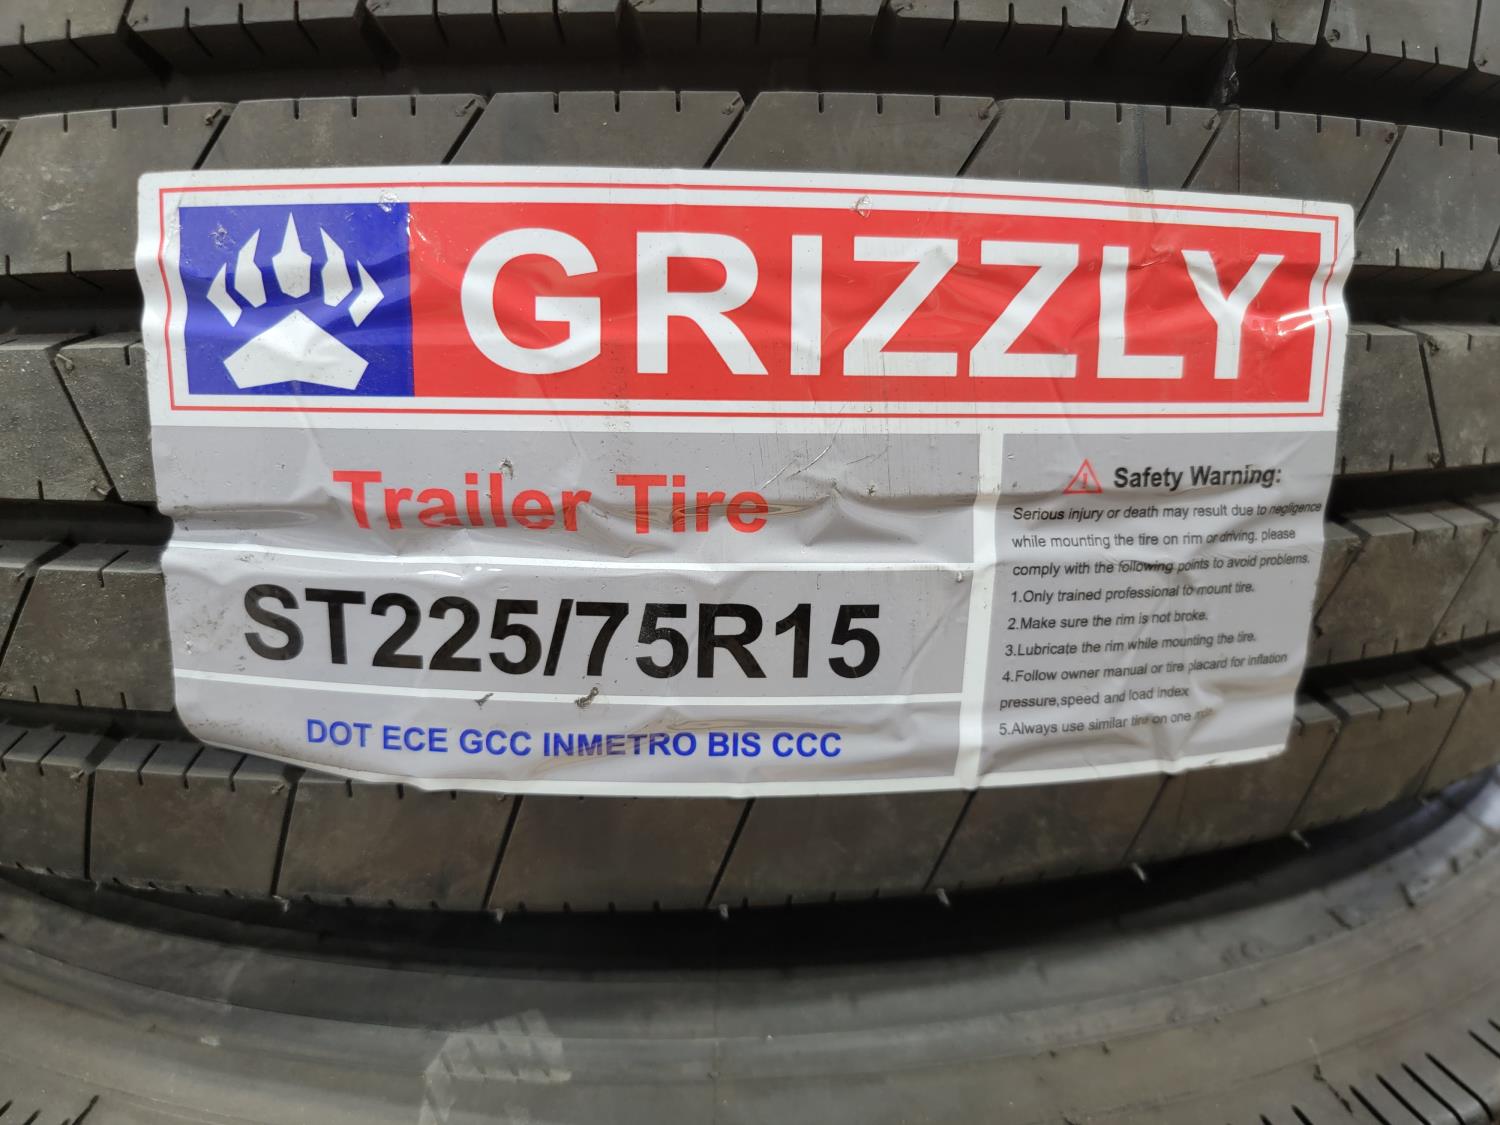 GRIZZLY
Trailer Tire
ST225/75R15
DOT ECE GCC INMETRO BIS CCC
Safety Warning:
Serious injury or death may result due to negligence
while mounting the tire on rim or driving. please
comply with the following points to avoid problems.
1.Only trained professional to mount tire.
2.Make sure the rim is not broke.
3.Lubricate the rim while mounting the tire.
4.Follow owner manual or tire placard for inflation
pressure,speed and load index
5.Always use similar tire on one